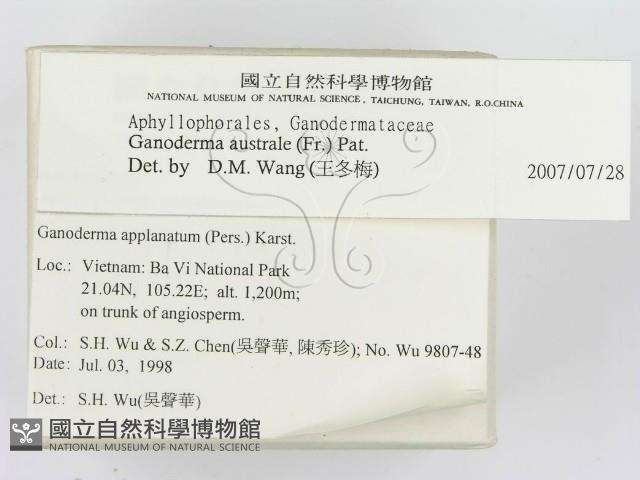 國立自然科學博物館
NATIONAL MUSEUM OF NATURAL SCIENCE, TAICHUNG, TAIWAN, R.O.CHINA
Aphyllophorales, Ganodermataceae
Ganoderma australe (Fr.) Pat.
Det. by D.M. Wang (王冬梅) 2007/07/28
Ganoderma applanatum (Pers.) Karst.
Loc.: Vietnam: Ba Vi National Park
21.04N, 105.22E; alt. 1,200m;
on trunk of angiosperm.
Col.: S.H. Wu & S.Z. Chen(吳聲華, 陳秀珍); No. Wu 9807-48
Date: Jul. 03, 1998
Det.: S.H. Wu(吳聲華)
國立自然科學博物館
NATIONAL MUSEUM OF NATURAL SCIENCE